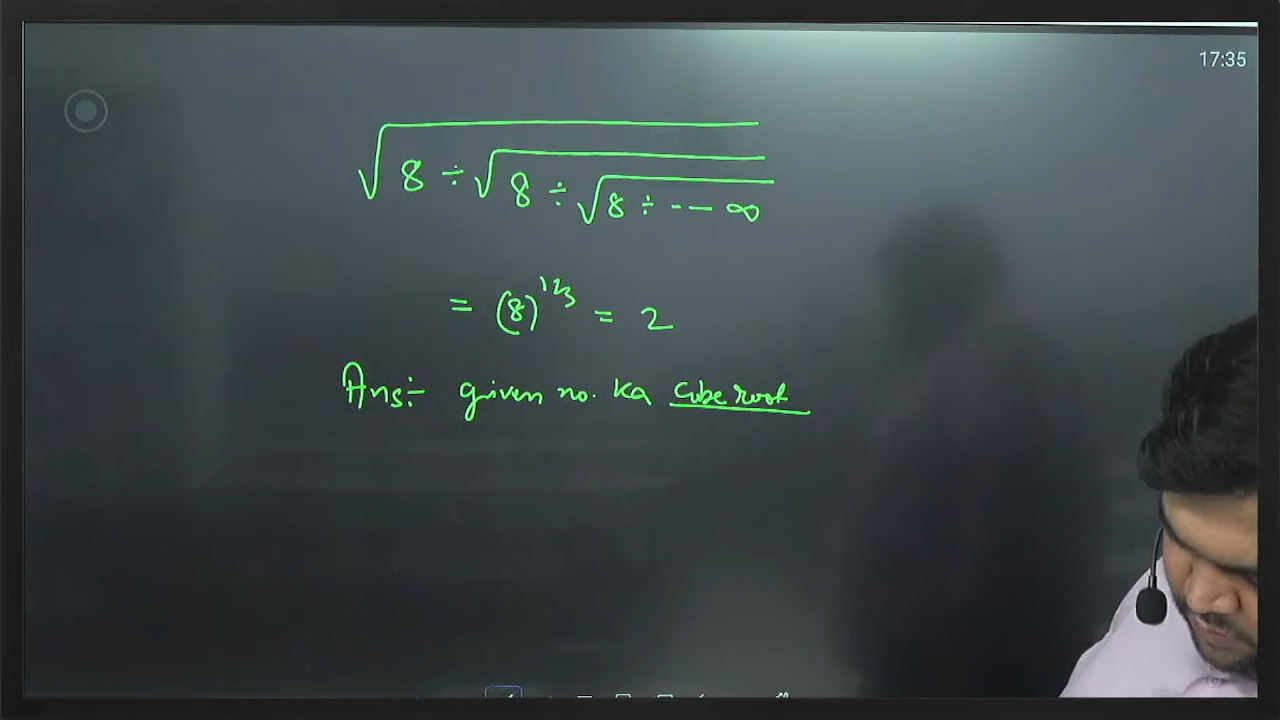 17:35
√8 ÷ √8 ÷ √8 ÷ --- ∞
= (8)^1/3 = 2
Ans:- given no. ka cube root